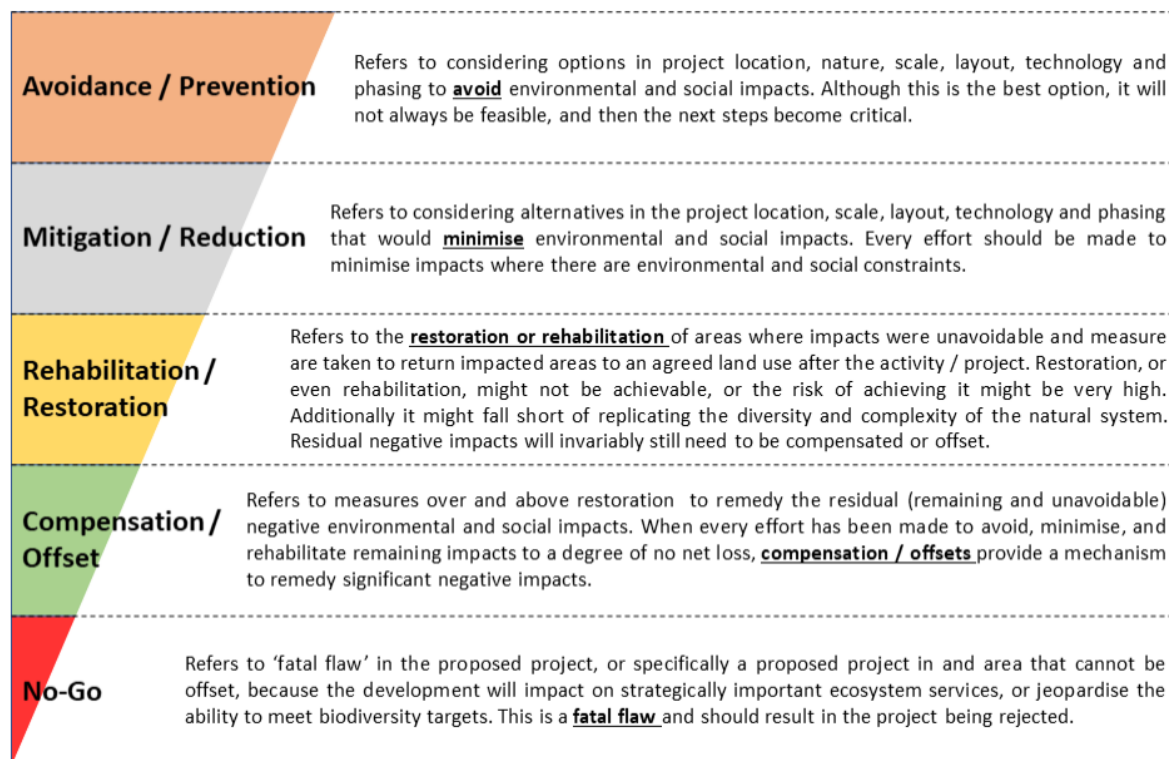 Avoidance / Prevention
Refers to considering options in project location, nature, scale, layout, technology and
phasing to avoid environmental and social impacts. Although this is the best option, it will
not always be feasible, and then the next steps become critical.
Mitigation / Reduction
Refers to considering alternatives in the project location, scale, layout, technology and phasing
that would minimise environmental and social impacts. Every effort should be made to
minimise impacts where there are environmental and social constraints.
Rehabilitation /
Restoration
Refers to the restoration or rehabilitation of areas where impacts were unavoidable and measure
are taken to return impacted areas to an agreed land use after the activity / project. Restoration, or
even rehabilitation, might not be achievable, or the risk of achieving it might be very high.
Additionally it might fall short of replicating the diversity and complexity of the natural system.
Residual negative impacts will invariably still need to be compensated or offset.
Compensation /
Offset
Refers to measures over and above restoration to remedy the residual (remaining and unavoidable)
negative environmental and social impacts. When every effort has been made to avoid, minimise, and
rehabilitate remaining impacts to a degree of no net loss, compensation / offsets provide a mechanism
to remedy significant negative impacts.
No-Go
Refers to ‘fatal flaw’ in the proposed project, or specifically a proposed project in and area that cannot be
offset, because the development will impact on strategically important ecosystem services, or jeopardise the
ability to meet biodiversity targets. This is a fatal flaw and should result in the project being rejected.